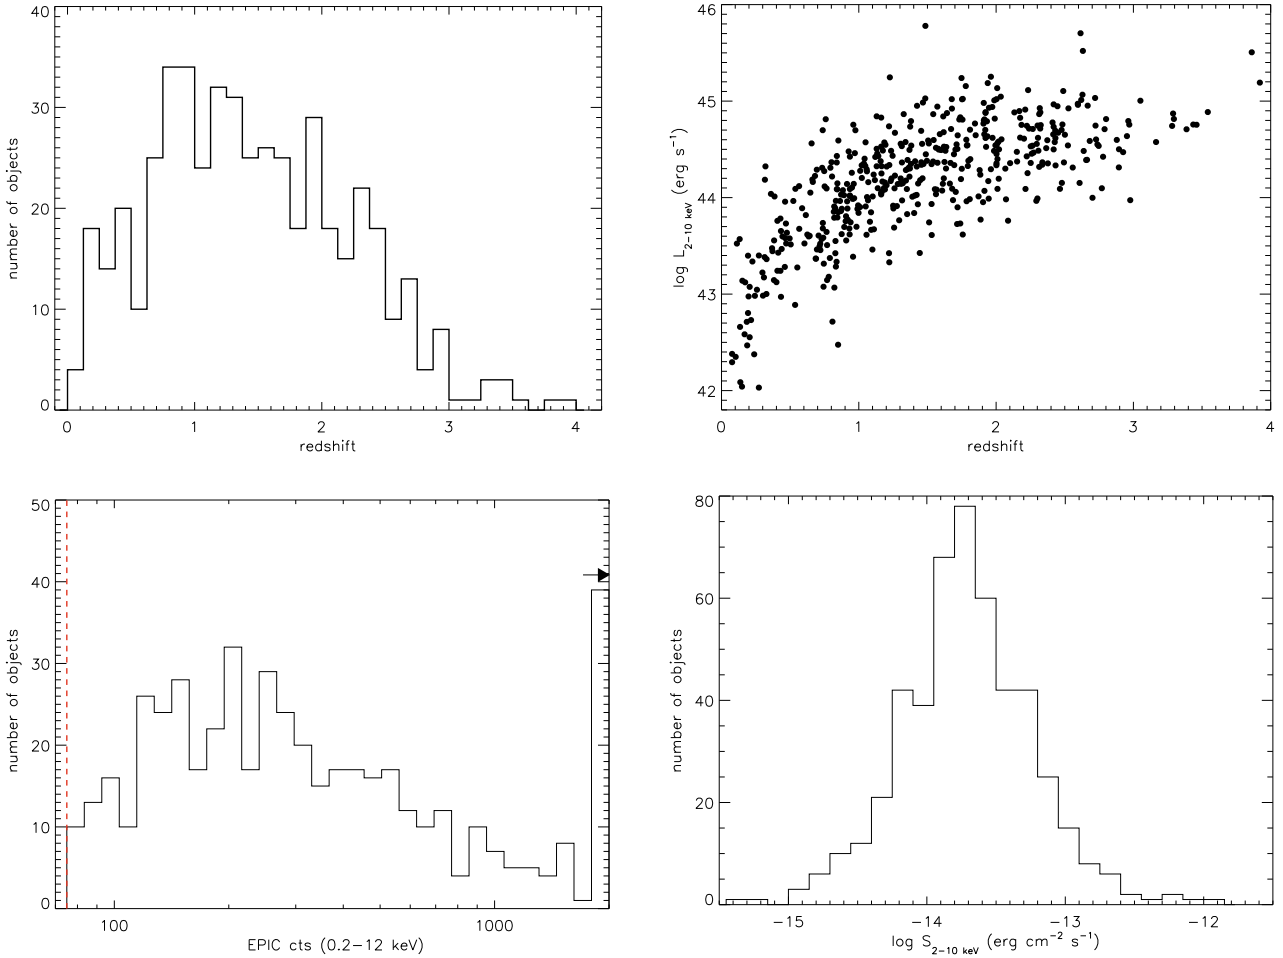 40
30
20
10
0
number of objects
0 1 2 3 4
redshift
46
45
44
43
42
log L2−10 keV (erg s−1)
0 1 2 3 4
redshift
50
40
30
20
10
0
number of objects
100 1000
EPIC cts (0.2−12 keV)
80
60
40
20
0
number of objects
−15 −14 −13 −12
log S2−10 keV (erg cm−2 s−1)